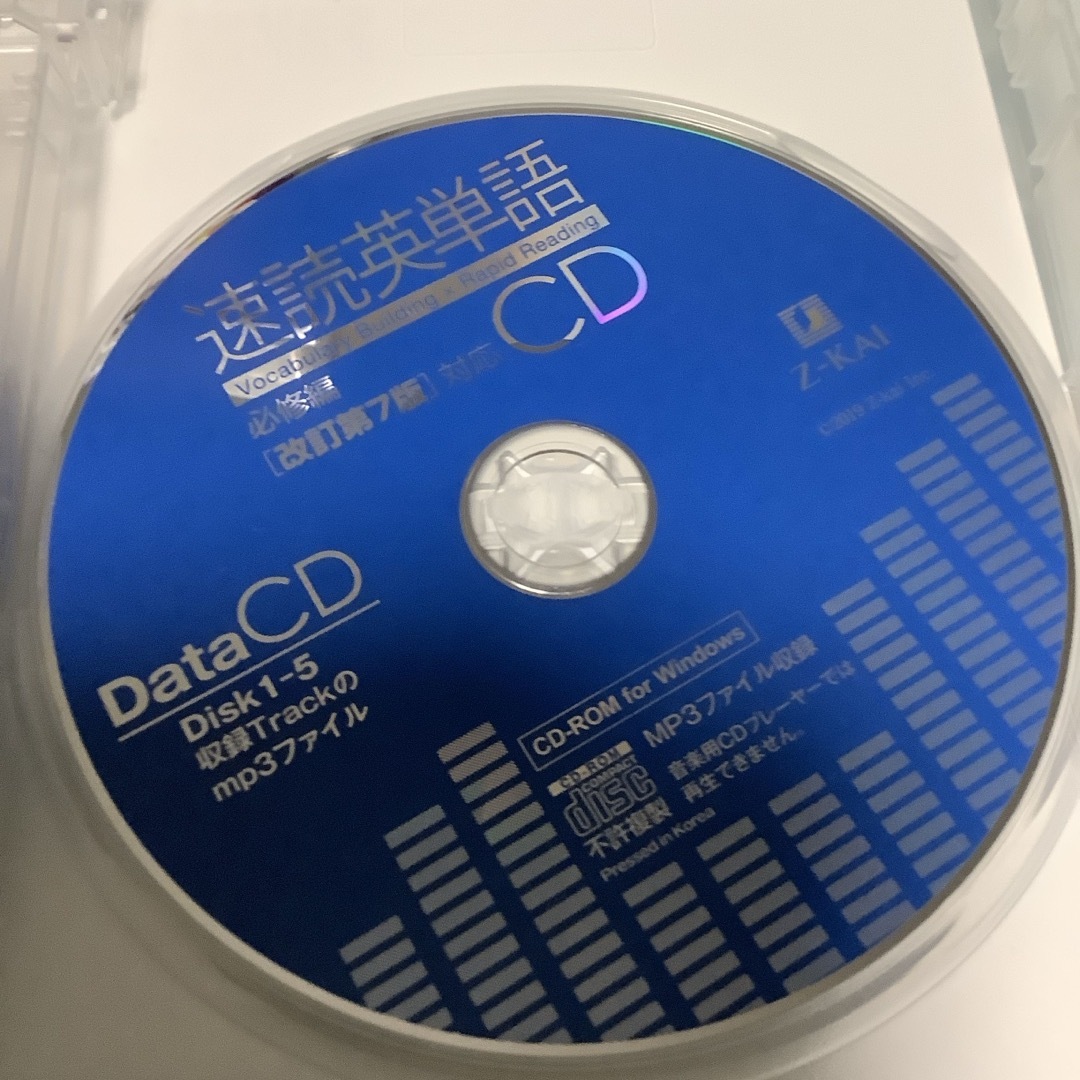 速読英単語
Vocabulary Building × Rapid Reading
CD
必修編
[改訂第7版] 対応
Z-KAI
©2019 Z-kai Inc.
DataCD
Disk1-5
収録Trackの
mp3ファイル
CD-ROM for Windows
MP3ファイル収録
音楽用CDプレーヤーでは
再生できません。
CD-ROM
COMPACT
disc
不許複製
Pressed in Korea